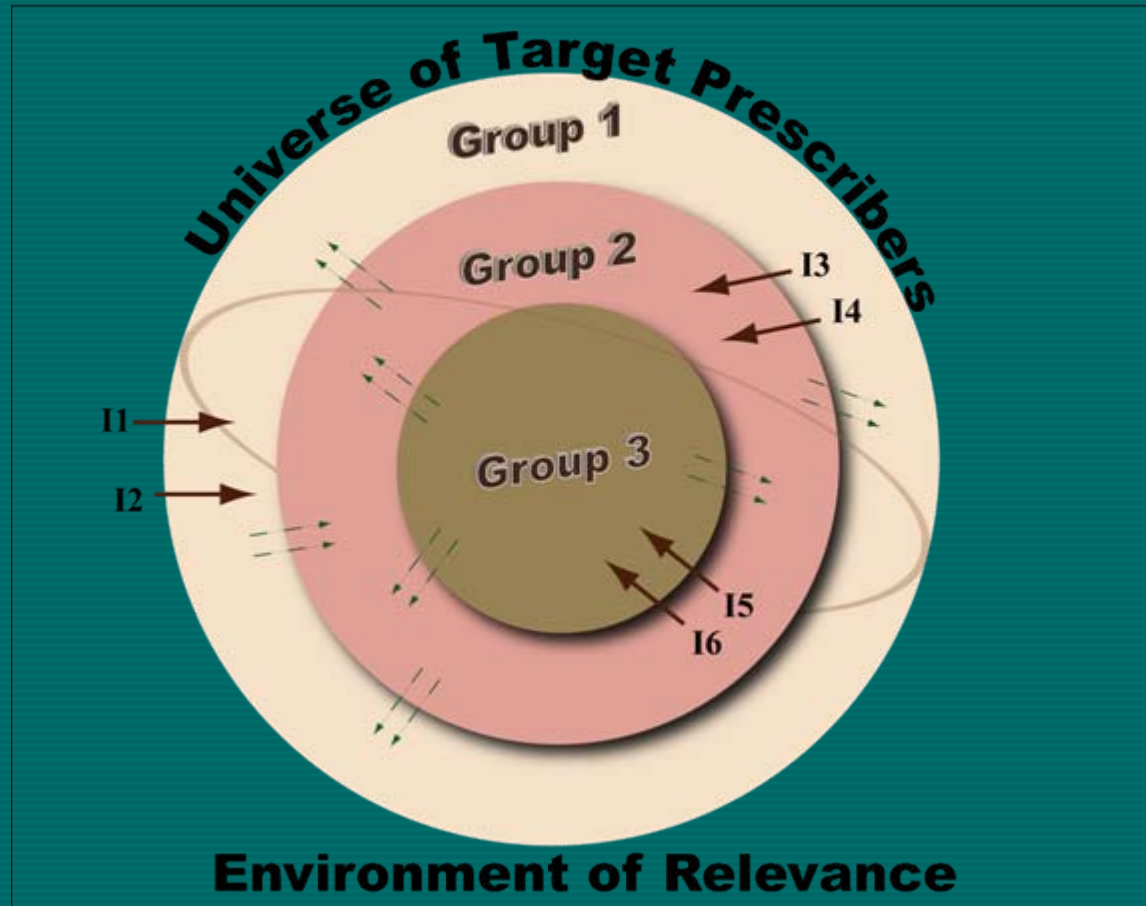 Universe of Target Prescribers
Group 1
Group 2
I3
I4
I1
Group 3
I2
I5
I6
Environment of Relevance